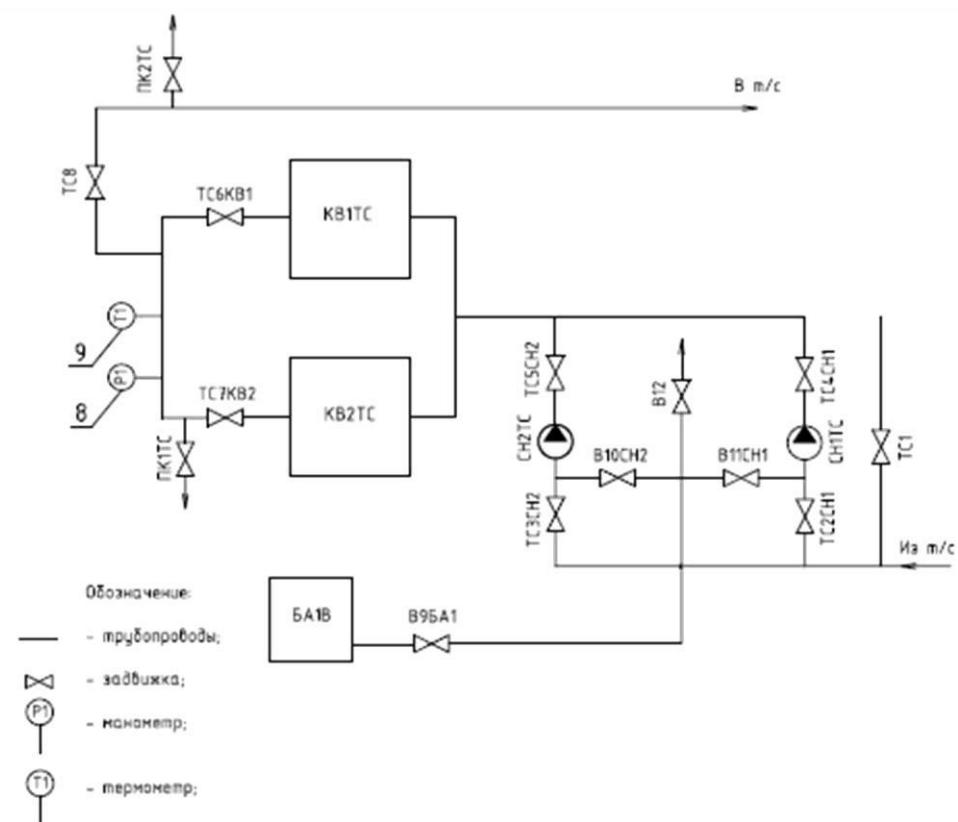 ПК2ТС
В т/с
ТС8
ТС6КВ1
КВ1ТС
Т1
9
Р1
8
ТС7КВ2
КВ2ТС
ПК1ТС
ТС5СН2
В12
ТС4СН1
СН2ТС
СН1ТС
ТС1
В10СН2
В11СН1
ТС3СН2
ТС2СН1
Из т/с
БА1В
В9БА1
Обозначение:
- трубопроводы;
- задвижка;
Р1
- манометр;
Т1
- термометр;